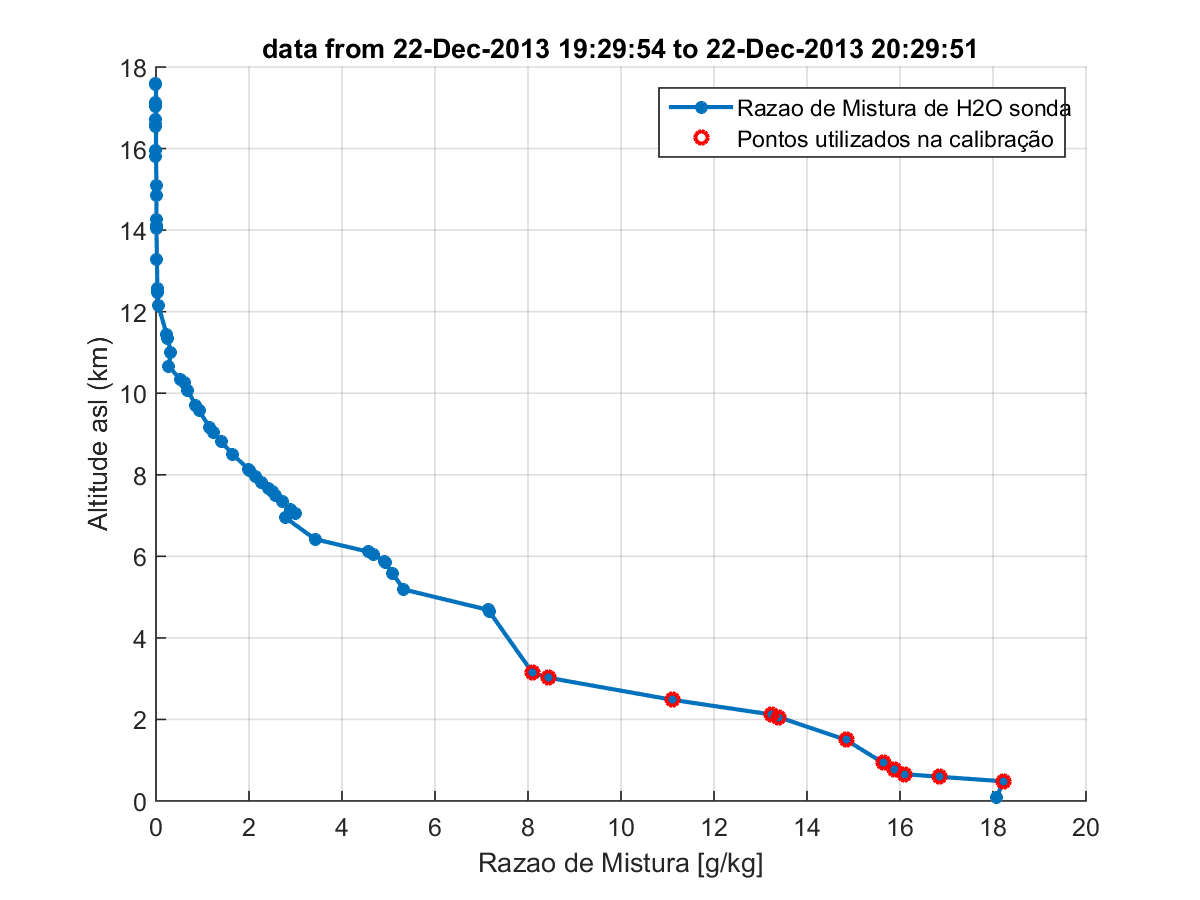 data from 22-Dec-2013 19:29:54 to 22-Dec-2013 20:29:51
Razao de Mistura de H2O sonda
Pontos utilizados na calibração
Altitude asl (km)
18
16
14
12
10
8
6
4
2
0
0 2 4 6 8 10 12 14 16 18 20
Razao de Mistura [g/kg]